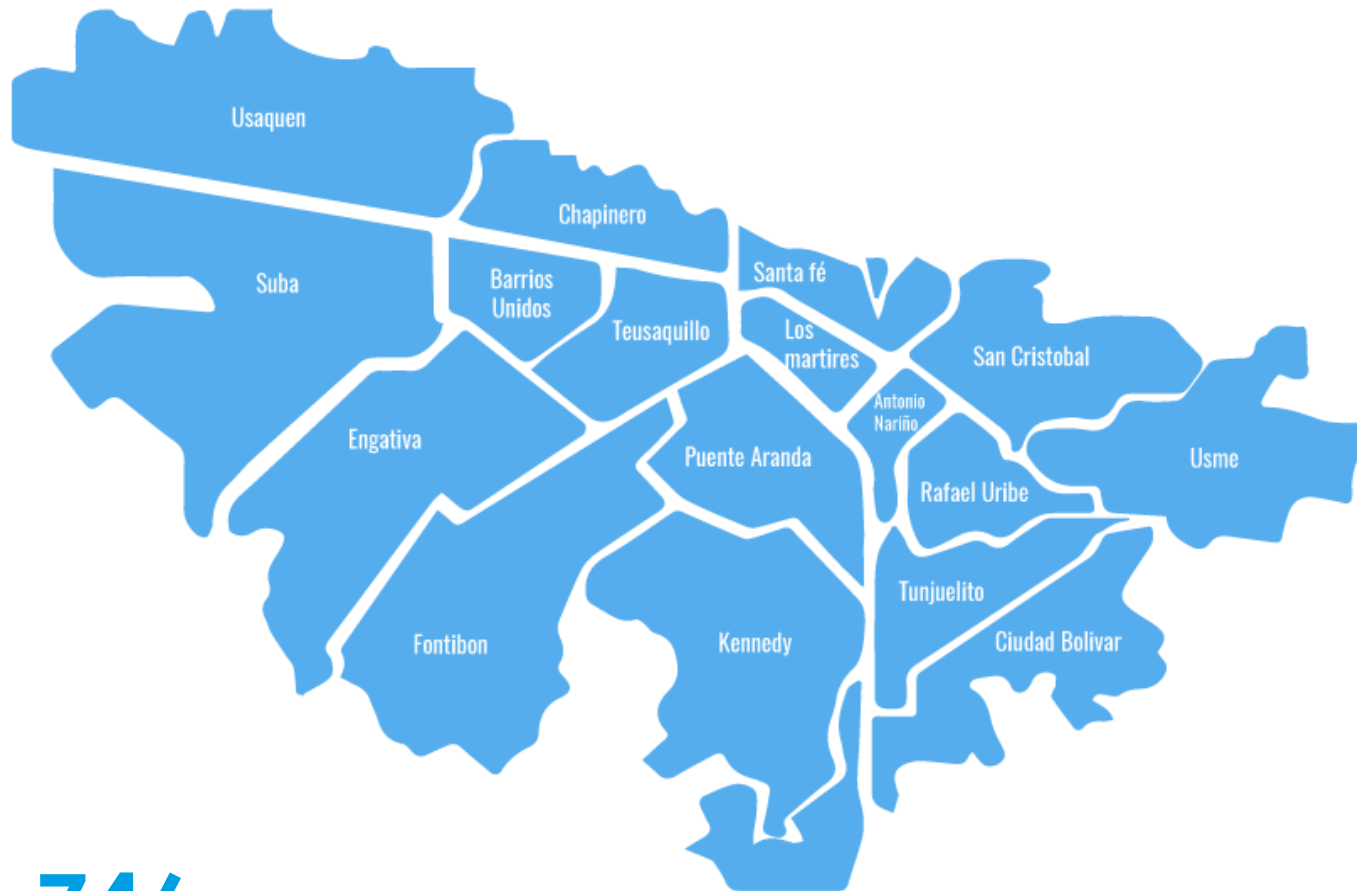 Usaquen
Chapinero
Suba
Barrios
Unidos
Santa fé
Teusaquillo
Los
martires
San Cristobal
Antonio
Nariño
Engativa
Puente Aranda
Usme
Rafael Uribe
Tunjuelito
Fontibon
Kennedy
Ciudad Bolivar